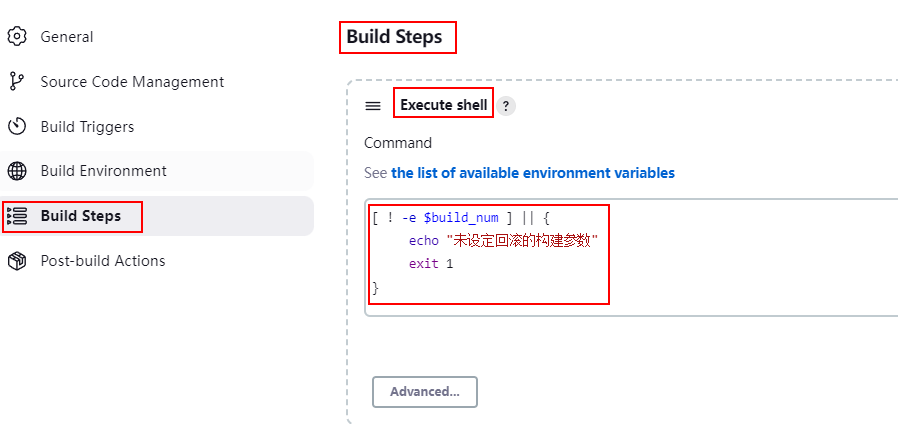 General
Source Code Management
Build Triggers
Build Environment
Build Steps
Post-build Actions
Build Steps
Execute shell ?
Command
See the list of available environment variables
[ ! -e $build_num ] || {
echo "未设定回滚的构建参数"
exit 1
}
Advanced...